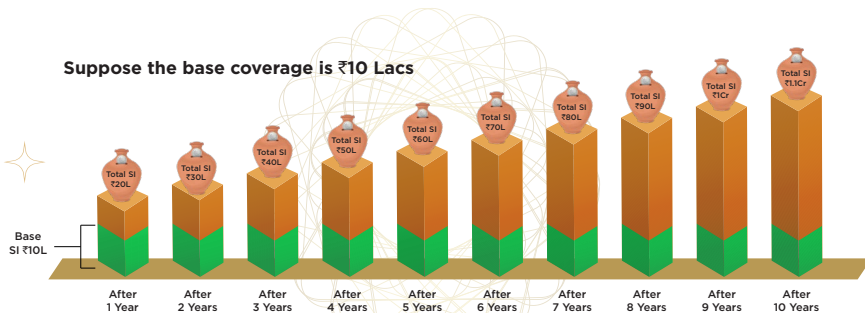 Suppose the base coverage is ₹10 Lacs
Total SI
₹20L
Total SI
₹30L
Total SI
₹40L
Total SI
₹50L
Total SI
₹60L
Total SI
₹70L
Total SI
₹80L
Total SI
₹90L
Total SI
₹1Cr
Total SI
₹1.1Cr
Base
SI ₹10L
After
1 Year
After
2 Years
After
3 Years
After
4 Years
After
5 Years
After
6 Years
After
7 Years
After
8 Years
After
9 Years
After
10 Years